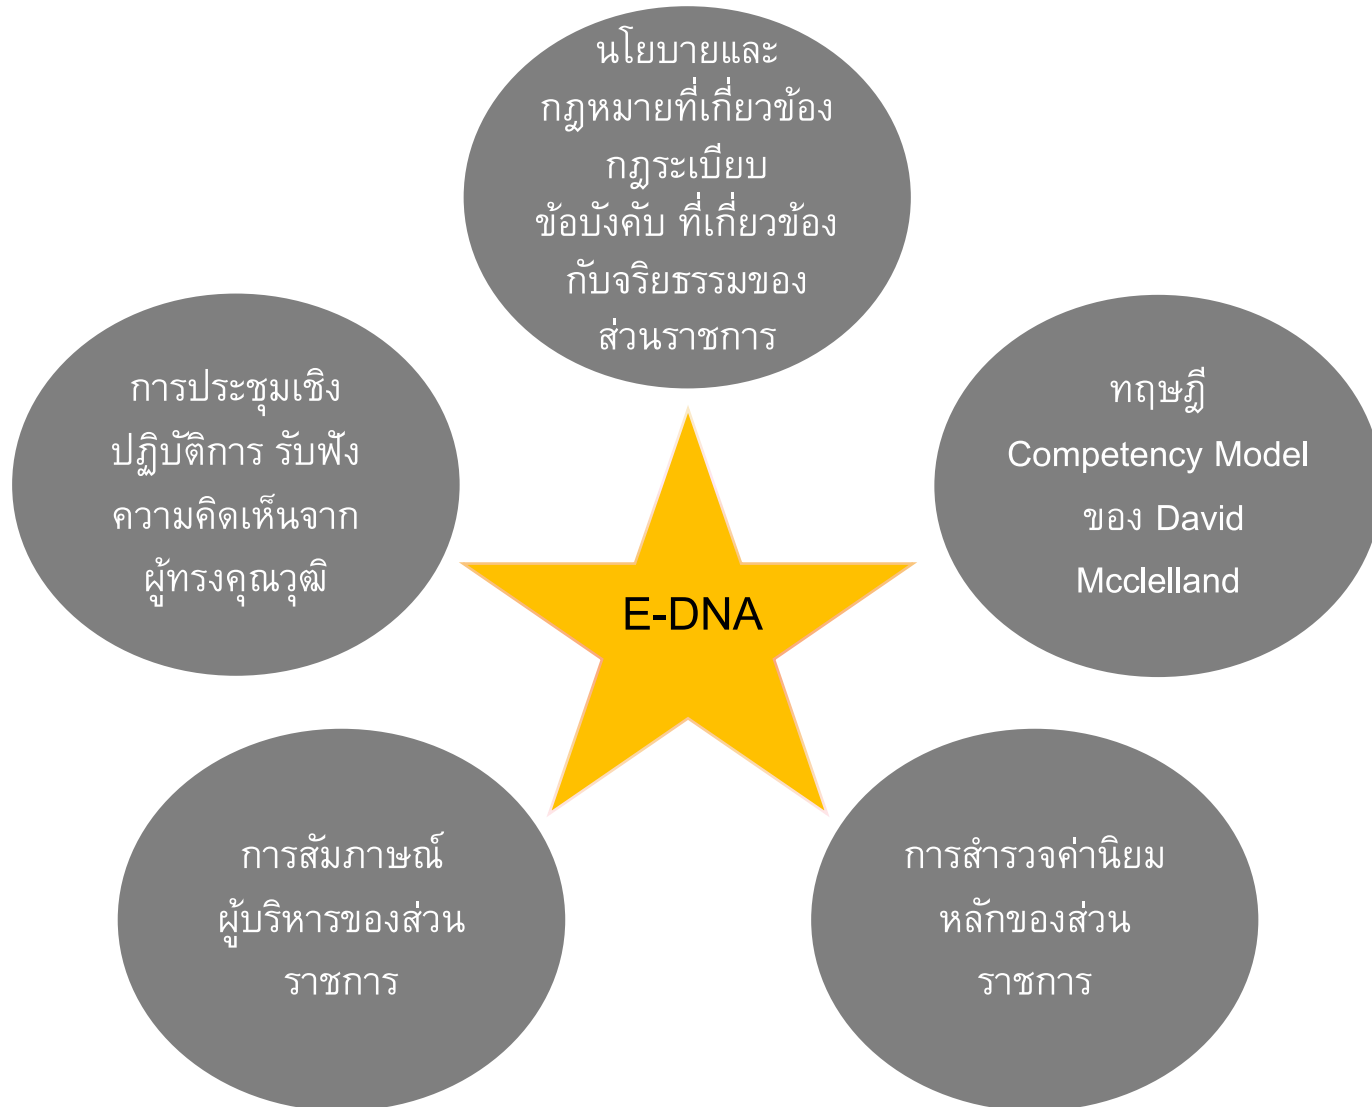 นโยบายและ
กฎหมายที่เกี่ยวข้อง
กฎระเบียบ
ข้อบังคับ ที่เกี่ยวข้อง
กับจริยธรรมของ
ส่วนราชการ
การประชุมเชิง
ปฏิบัติการ รับฟัง
ความคิดเห็นจาก
ผู้ทรงคุณวุฒิ
ทฤษฎี
Competency Model
ของ David
Mcclelland
E-DNA
การสัมภาษณ์
ผู้บริหารของส่วน
ราชการ
การสำรวจค่านิยม
หลักของส่วน
ราชการ